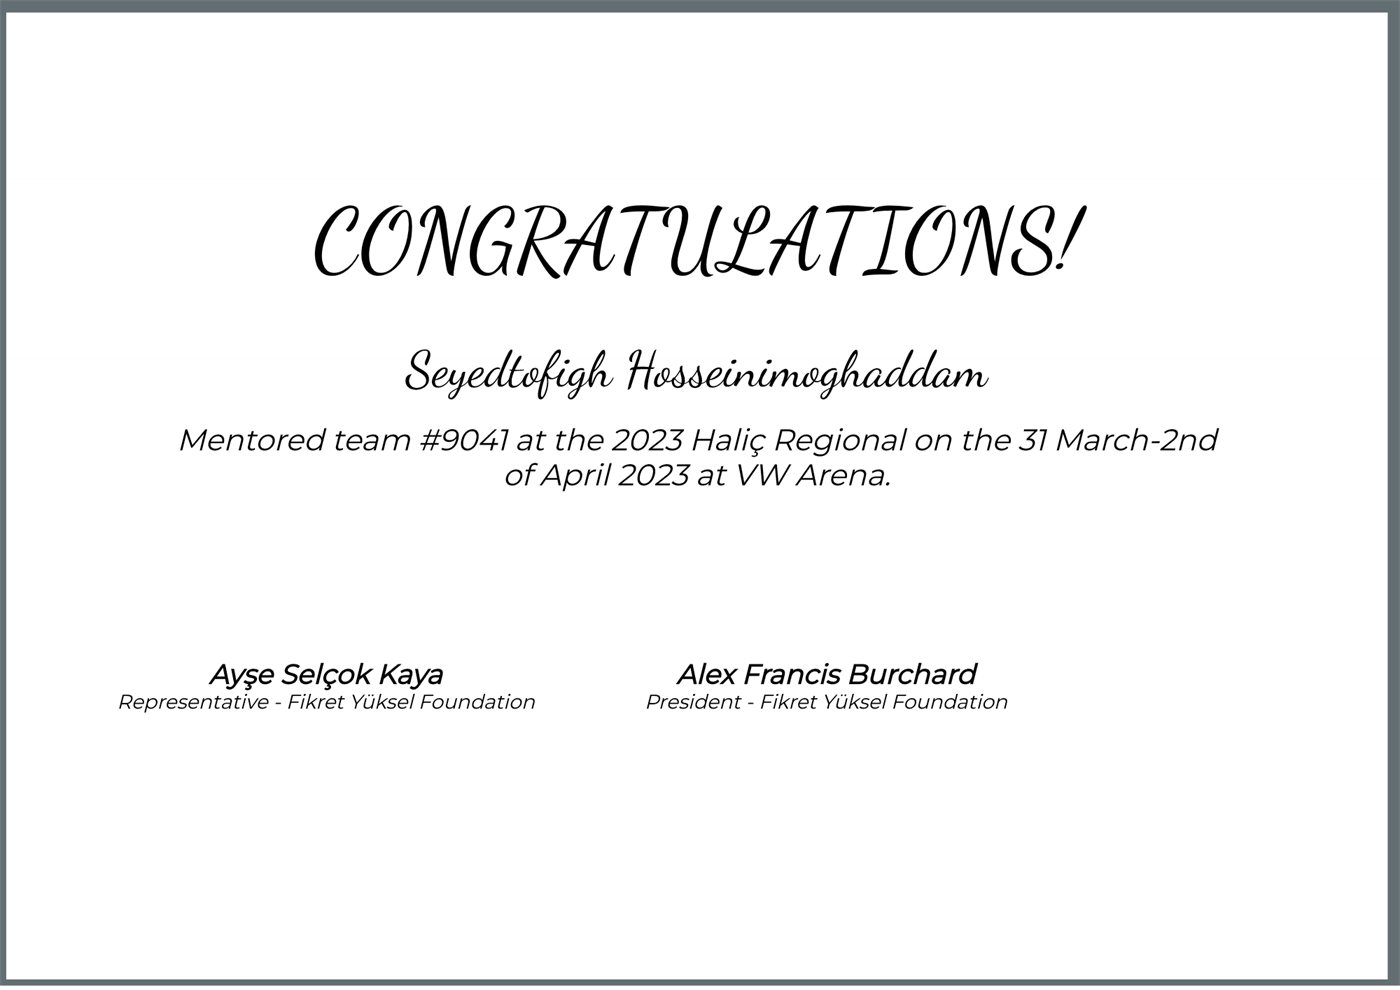 CONGRATULATIONS!
Seyedtofigh Hosseinimoghaddam
Mentored team #9041 at the 2023 Haliç Regional on the 31 March-2nd
of April 2023 at VW Arena.
Ayşe Selçok Kaya
Representative - Fikret Yüksel Foundation
Alex Francis Burchard
President - Fikret Yüksel Foundation